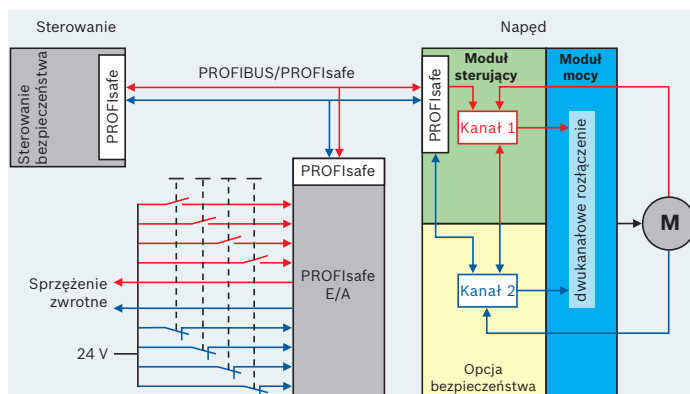 Sterowanie
Napęd
Sterowanie
bezpieczeństwa
PROFIsafe
PROFIBUS/PROFIsafe
PROFIsafe
Moduł
sterujący
Moduł
mocy
Kanał 1
dwukanałowe rozłączenie
M
PROFIsafe
PROFIsafe
E/A
Sprzężenie
zwrotne
24 V
Kanał 2
Opcja
bezpieczeństwa